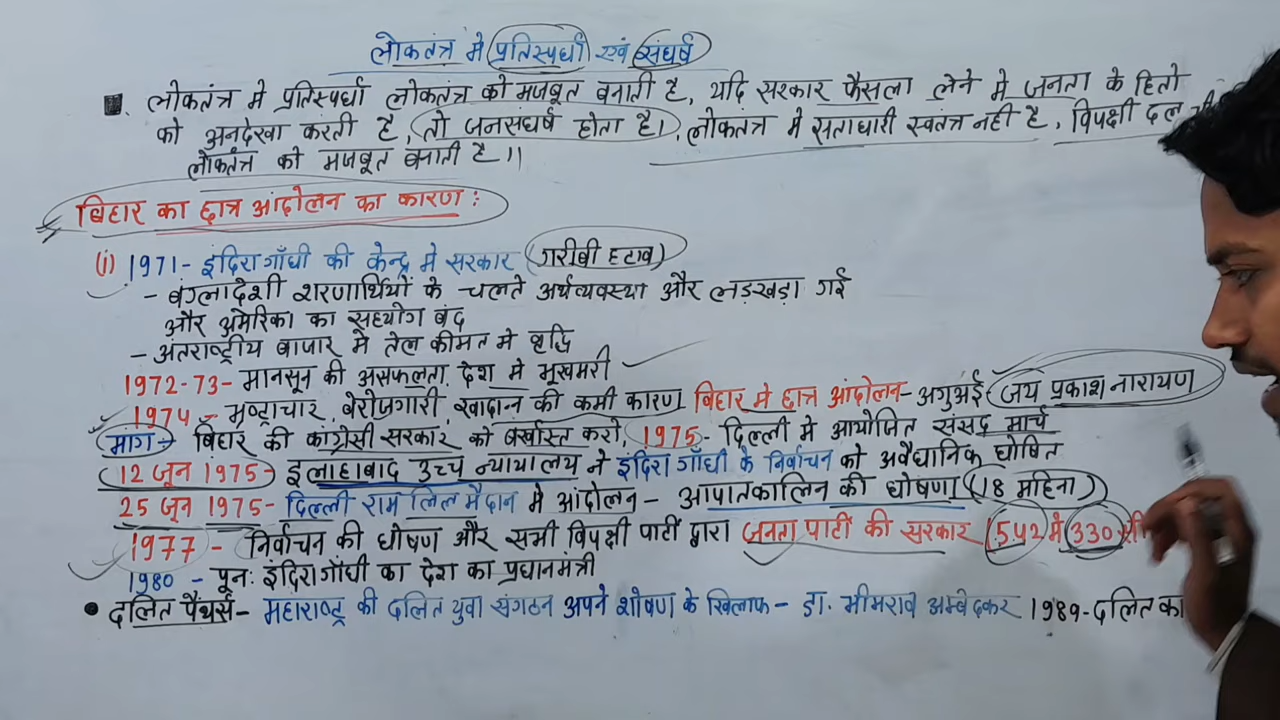 लोकतंत्र मे प्रतिस्पर्धा एवं संघर्ष
लोकतंत्र मे प्रतिस्पर्धा लोकतंत्र को मजबूत बनाती है, यदि सरकार फैसला लेने मे जनता के हितो
को अनदेखा करती है, तो जनसंघर्ष होता है। लोकतंत्र मे सताधारी स्वतंत्र नही है, विपक्षी दल
लोकतंत्र को मजबूत बनाती है।।
बिहार का छात्र आंदोलन का कारण :
(i) 1971- इंदिरा गाँधी की केन्द्र मे सरकार (गरीबी हटाव)
- बंग्लादेशी शरणार्थियों के चलते अर्थव्यवस्था और लड़खड़ा गई
और अमेरिका का सहयोग बंद
- अंतराष्ट्रीय बाजार मे तेल कीमत मे वृद्धि
1972-73- मानसून की असफलता, देश मे भूखमरी
1974 - भ्रष्ट्राचार, बेरोजगारी, खादान्न की कमी कारण बिहार मे छात्र आंदोलन- अगुअई जय प्रकाश नारायण
मांग- बिहार की कांग्रेसी सरकार को बर्खास्त करो, 1975- दिल्ली मे आयोजित संसद मार्च
12 जून 1975- इलाहाबाद उच्च न्यायालय ने इंदिरा गाँधी के निर्वाचन को अवैधानिक घोषित
25 जून 1975- दिल्ली राम लिला मैदान मे आंदोलन - आपातकालिन की घोषणा (18 महिना)
1977 - निर्वाचन की घोषणा और सभी विपक्षी पार्टी द्वारा जनता पार्टी की सरकार (542 मे 330
1980 - पून: इंदिरा गाँधी का देश का प्रधानमंत्री
• दलित पैंथर्स- महाराष्ट्र की दलित युवा संगठन अपने शोषण के खिलाफ - डा. भीमराव अम्बेदकर 1989-दलित का